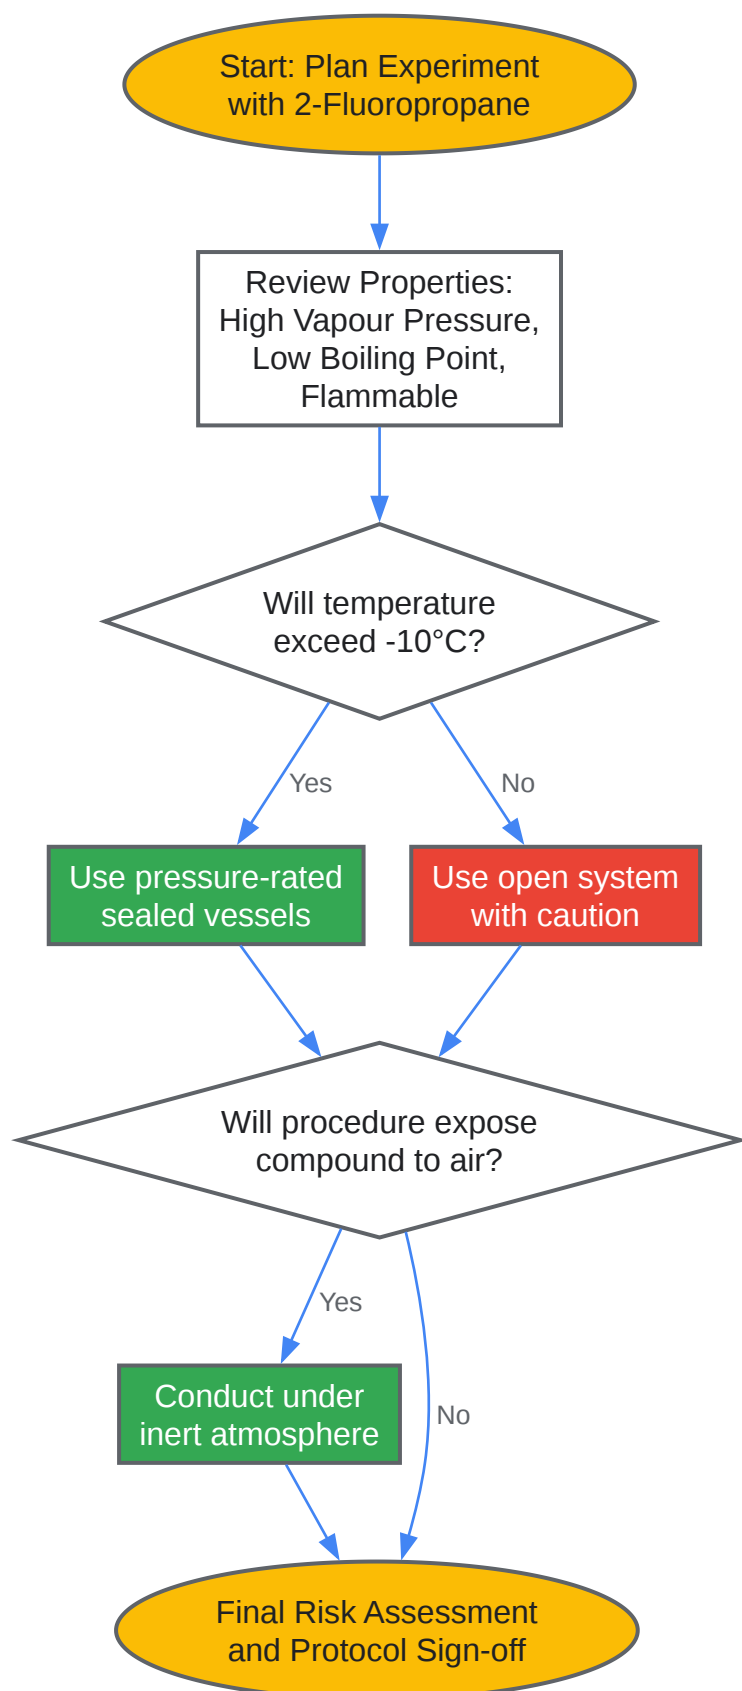 Start: Plan Experiment
with 2-Fluoropropane
Review Properties:
High Vapour Pressure,
Low Boiling Point,
Flammable
Will temperature
exceed -10°C?
Yes
No
Use pressure-rated
sealed vessels
Use open system
with caution
Will procedure expose
compound to air?
Yes
Conduct under
inert atmosphere
No
Final Risk Assessment
and Protocol Sign-off